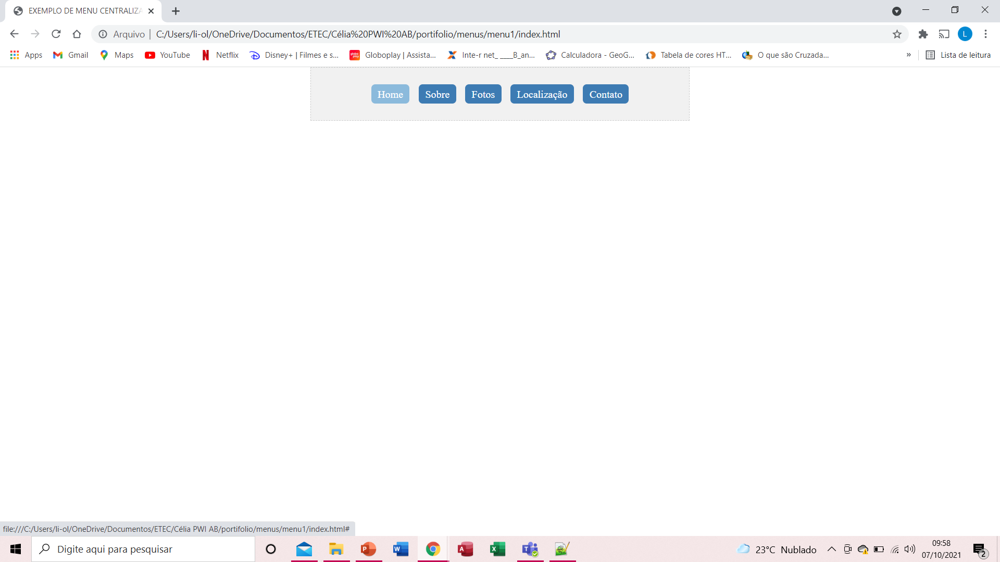 EXEMPLO DE MENU CENTRALIZA
Arquivo | C:/Users/li-ol/OneDrive/Documentos/ETEC/Célia%20PWI%20AB/portifolio/menus/menu1/index.html
L
Apps Gmail Maps YouTube Netflix Disney+ | Filmes e s... Globoplay | Assista... Inte-r net_ ____B_an... Calculadora - GeoG... Tabela de cores HT... O que são Cruzada... » Lista de leitura
Home Sobre Fotos Localização Contato
file:///C:/Users/li-ol/OneDrive/Documentos/ETEC/Célia PWI AB/portifolio/menus/menu1/index.html#
Digite aqui para pesquisar
23°C Nublado
09:58
07/10/2021
2